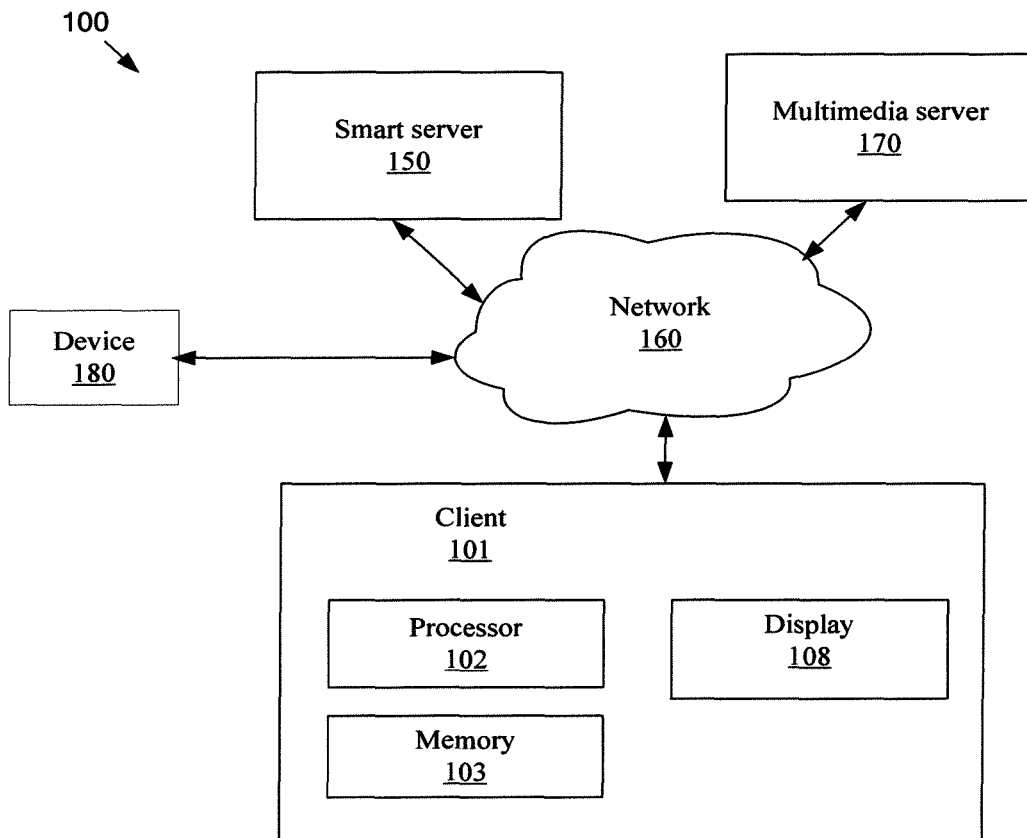 100
Smart server
150
Multimedia server
170
Network
160
Device
180
Client
101
Processor
102
Display
108
Memory
103